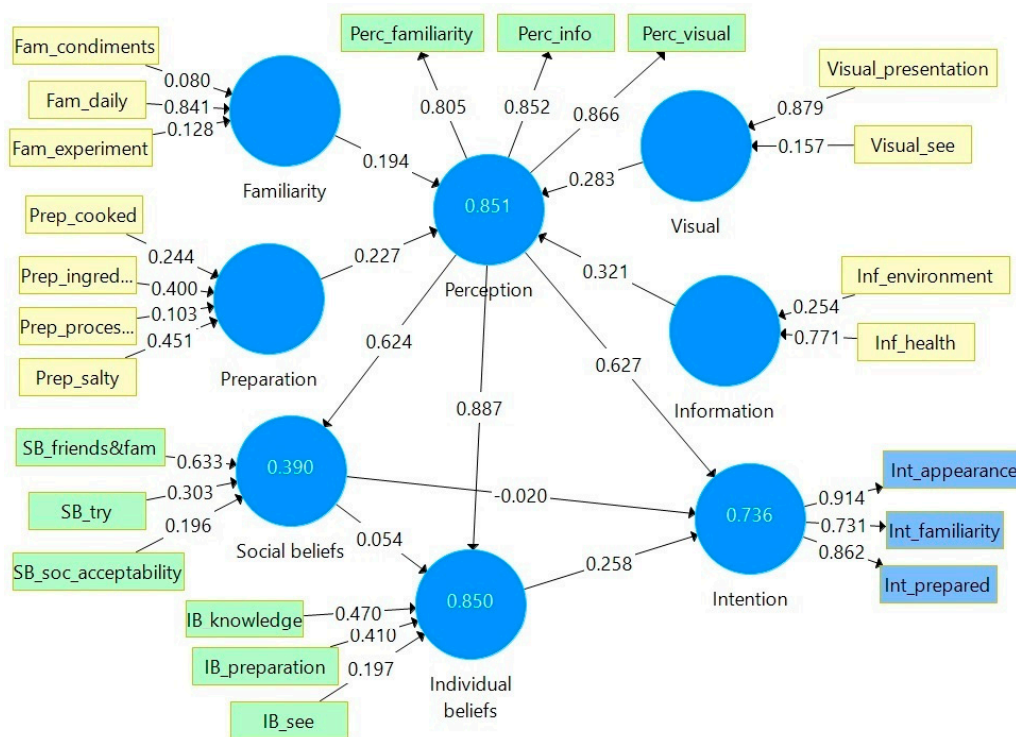 Perc_familiarity
Perc_info
Perc_visual
Fam_condiments
0.080
Fam_daily
0.841
Fam_experiment
0.128
Familiarity
0.194
0.805
0.852
0.866
Visual_presentation
0.879
Visual_see
0.157
0.283
Visual
0.851
Perception
Prep_cooked
0.244
Prep_ingred...
0.400
Prep_proces...
0.103
0.451
Prep_salty
Preparation
0.227
0.321
Inf_environment
0.254
Inf_health
0.771
Information
0.624
0.887
0.627
SB_friends&fam
0.633
SB_try
0.303
0.196
SB_soc_acceptability
0.390
Social beliefs
-0.020
0.054
0.736
Intention
0.914
Int_appearance
0.731
Int_familiarity
0.862
Int_prepared
0.258
IB_knowledge
0.470
0.410
IB_preparation
0.197
IB_see
0.850
Individual
beliefs